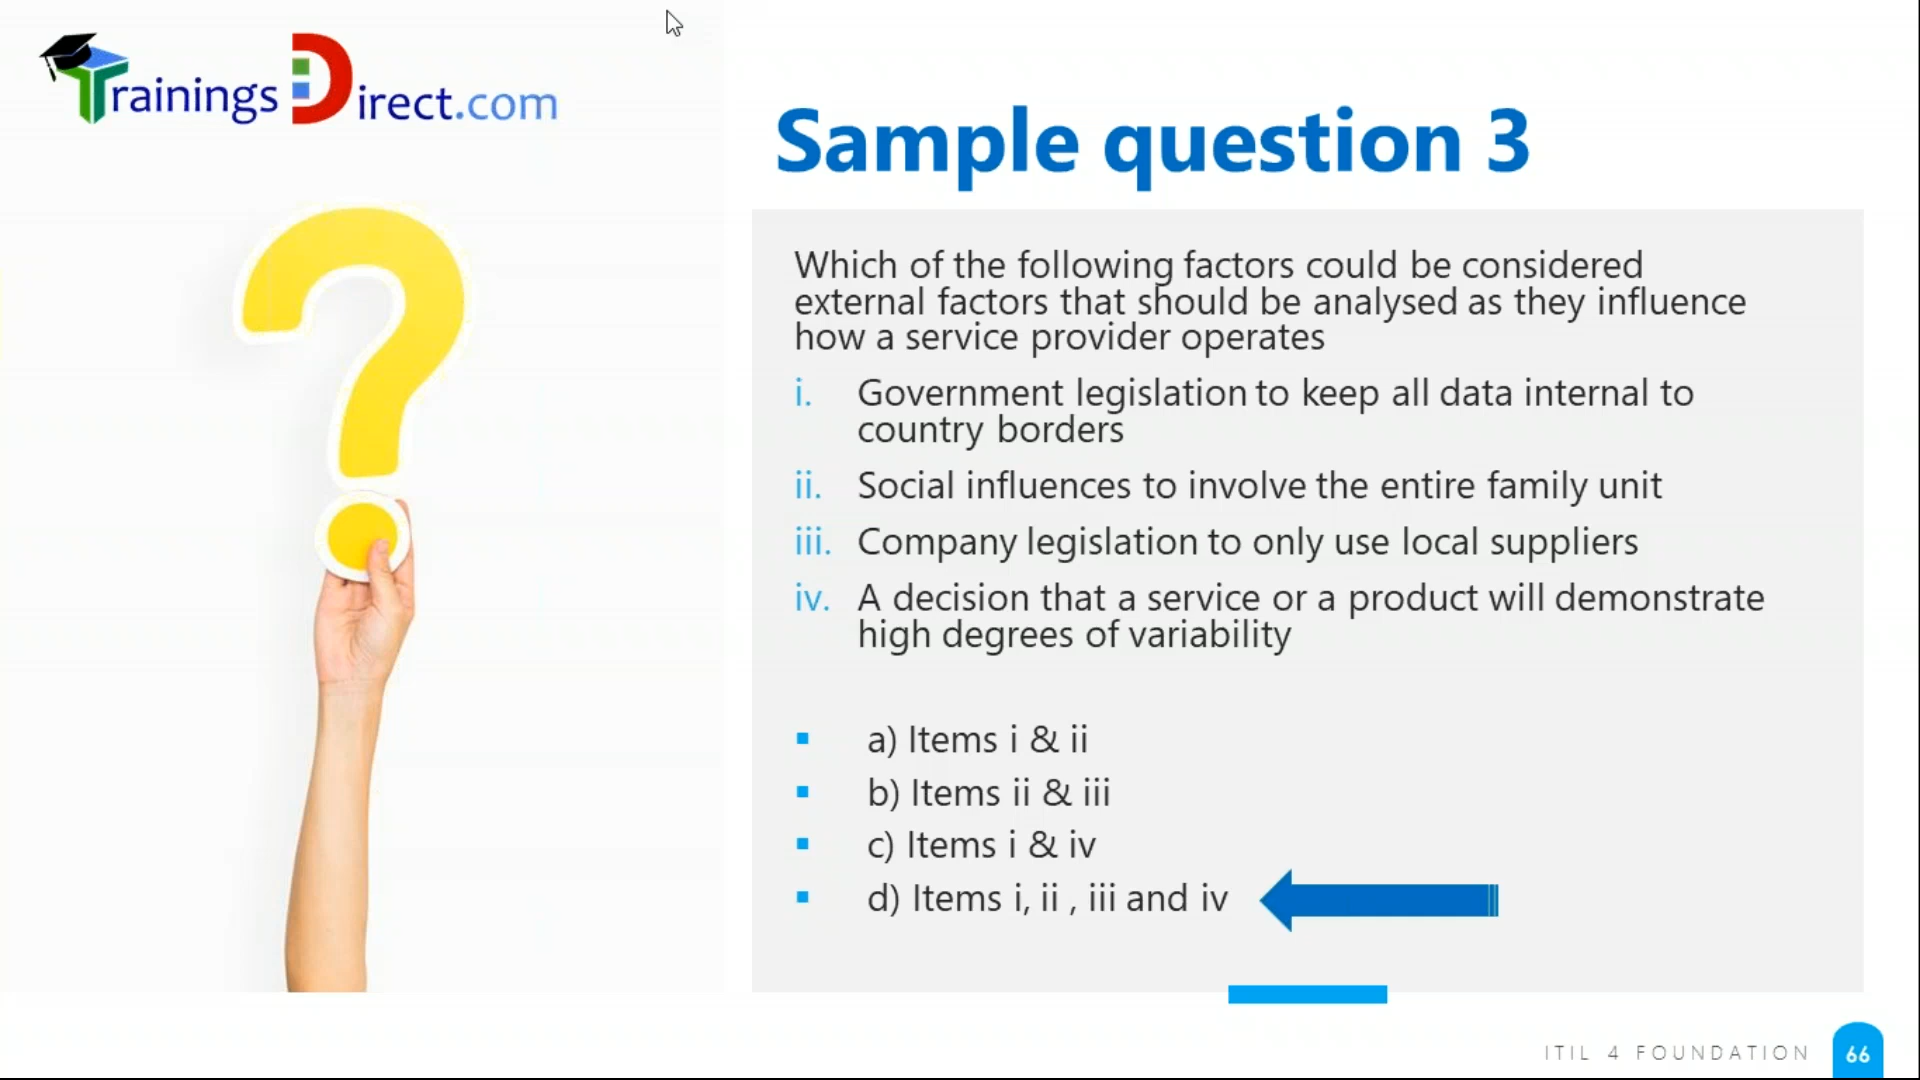 Trainings Direct.com
Sample question 3
Which of the following factors could be considered
external factors that should be analysed as they influence
how a service provider operates
i. Government legislation to keep all data internal to
country borders
ii. Social influences to involve the entire family unit
iii. Company legislation to only use local suppliers
iv. A decision that a service or a product will demonstrate
high degrees of variability
a) Items i & ii
b) Items ii & iii
c) Items i & iv
d) Items i, ii , iii and iv
ITIL 4 FOUNDATION
66